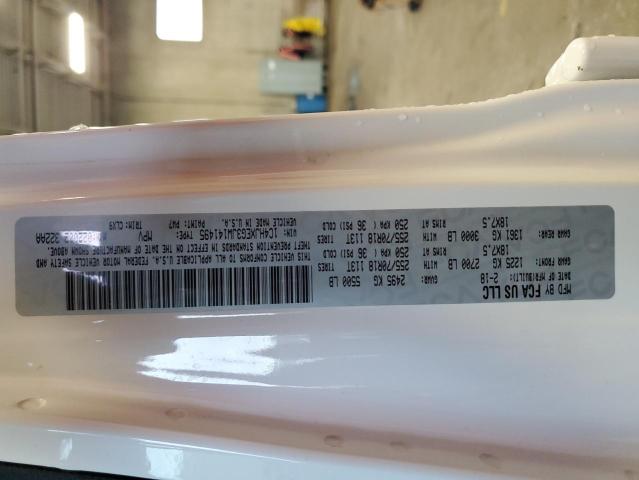 MFD BY FCA US LLC
DATE OF MFR(BUILT): 2-18 GVWR: 2495 KG 5500 LB
GAWR FRONT: 1225 KG 2700 LB WITH 255/70R18 113T
18X7.5 RIMS AT 250 KPA( 36 PSI COLD)
GAWR REAR: 1361 KG 3000 LB WITH 255/70R18 113T
18X7.5 RIMS AT 250 KPA( 36 PSI COLD)
THIS VEHICLE CONFORMS TO ALL APPLICABLE U.S.A. FEDERAL MOTOR VEHICLE SAFETY AND
THEFT PREVENTION STANDARDS IN EFFECT ON THE DATE OF MANUFACTURE SHOWN ABOVE.
VIN: 1C4HJXEG3JW141495 TYPE: MPV 322AA
VEHICLE MADE IN U.S.A. PW7 TRIM: CLX9